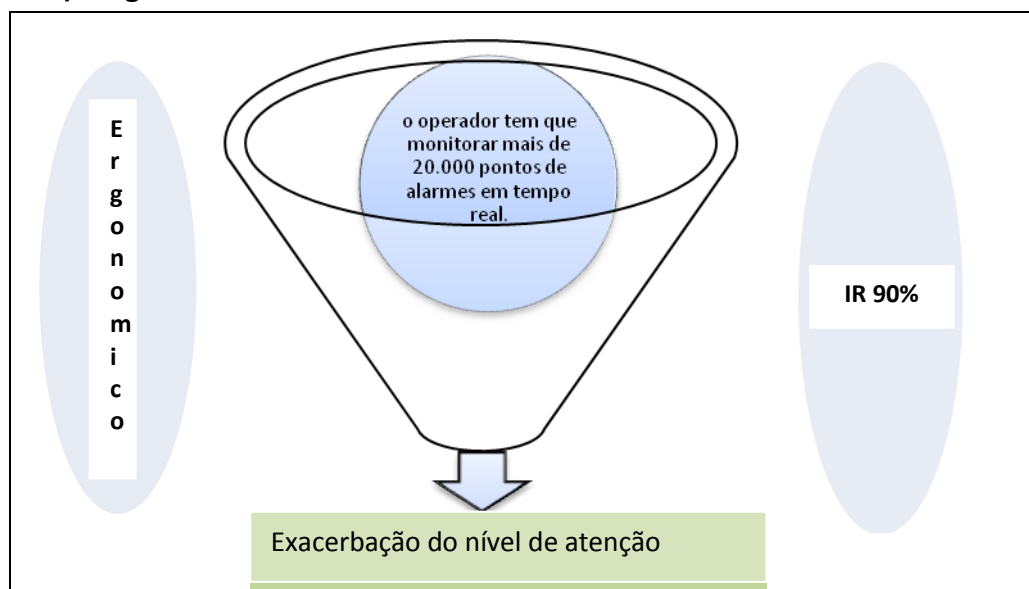 E
r
g
o
n
o
m
i
c
o
o operador tem que
monitorar mais de
20.000 pontos de
alarmes em tempo
real.
IR 90%
Exacerbação do nível de atenção